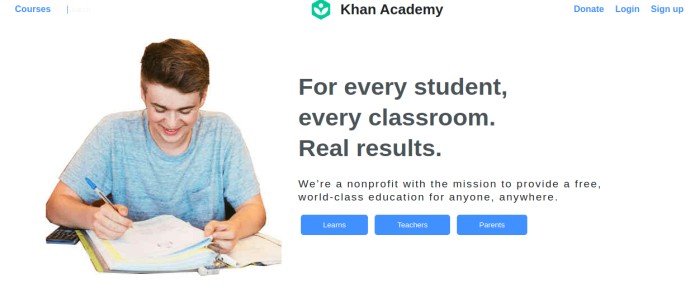 Courses
Khan Academy
Donate Login Sign up
For every student,
every classroom.
Real results.
We're a nonprofit with the mission to provide a free,
world-class education for anyone, anywhere.
Learns Teachers Parents